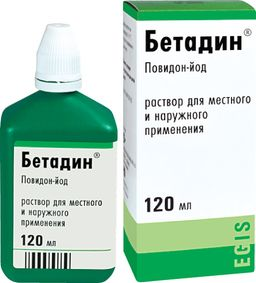 Бетадин®
Повидон-йод
раствор для местного
и наружного
применения
120 мл
Бетадин®
Повидон-йод
раствор для местного
и наружного
применения
120 мл
EGIS